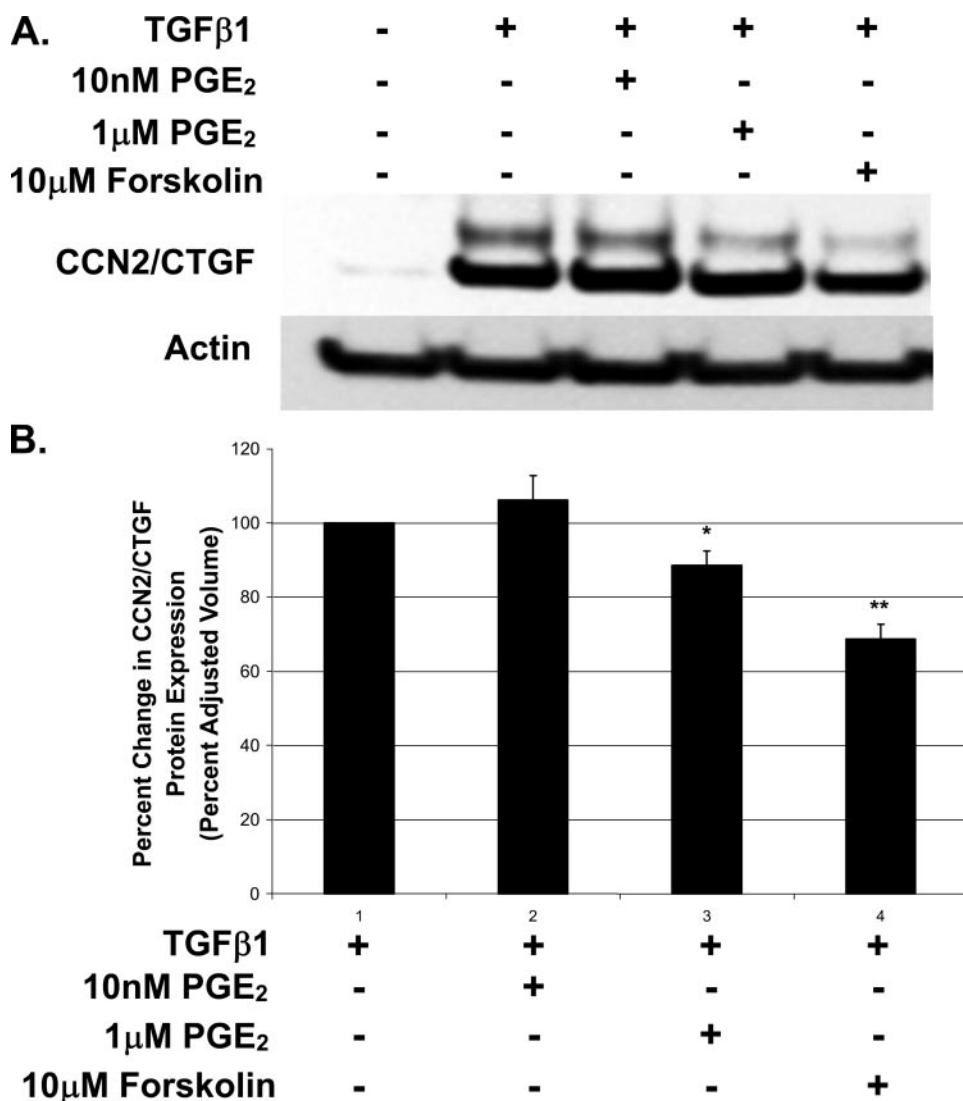 A.
TGFβ1 - + + + +
10nM PGE₂ - - + - -
1μM PGE₂ - - - + -
10μM Forskolin - - - - +
CCN2/CTGF
Actin
B.
Percent Change in CCN2/CTGF
Protein Expression
(Percent Adjusted Volume)
120
100
80
60
40
20
0
*
**
1 2 3 4
TGFβ1 + + + +
10nM PGE₂ - + - -
1μM PGE₂ - - + -
10μM Forskolin - - - +